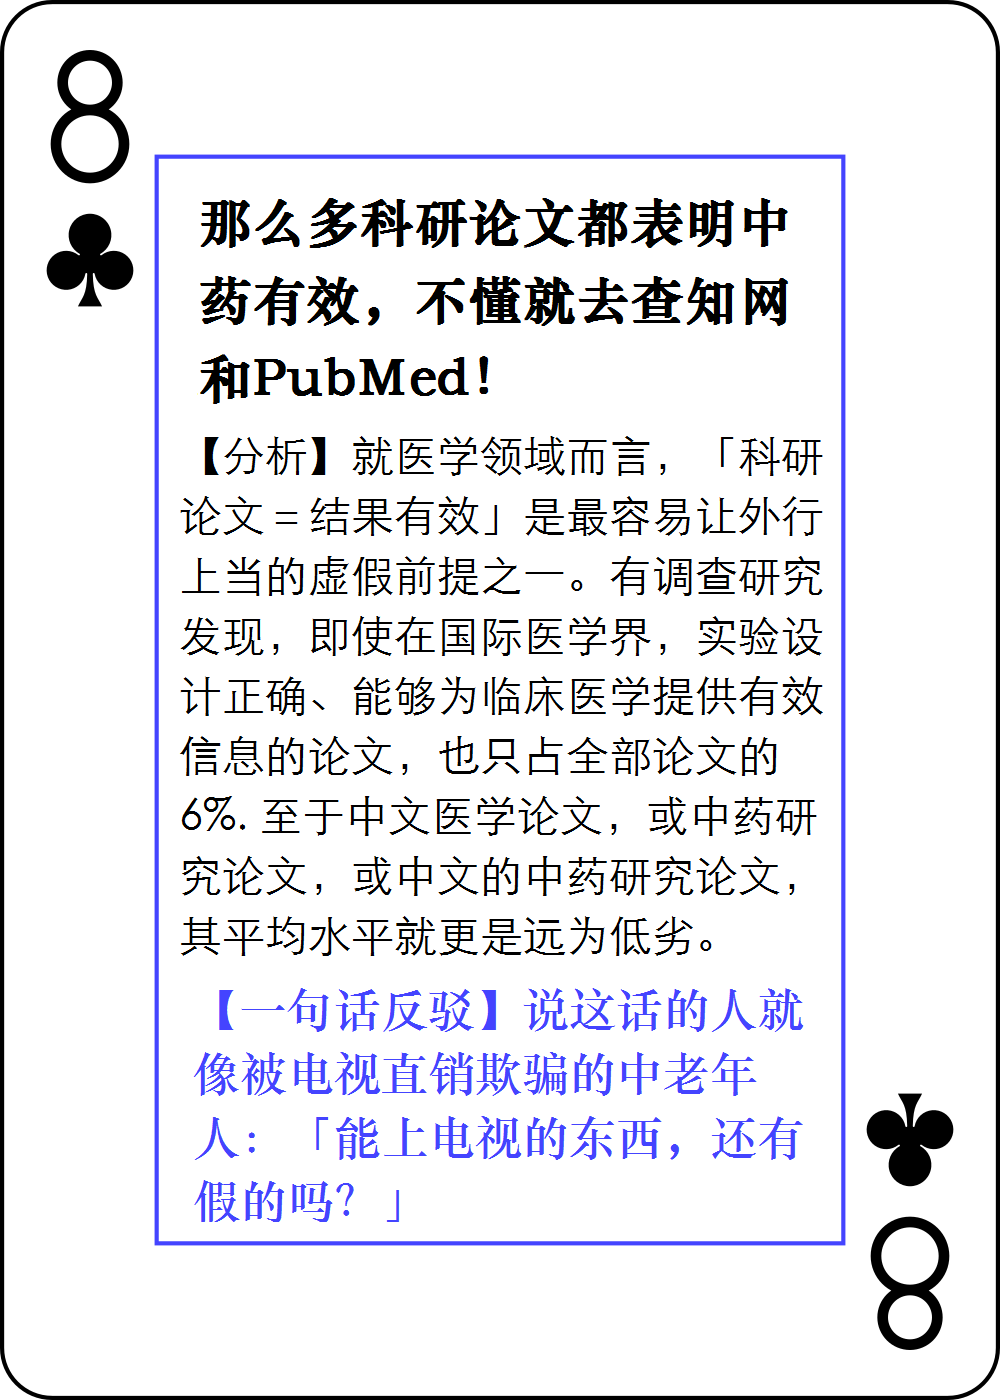 8
那么多科研论文都表明中
药有效，不懂就去查知网
和PubMed！
【分析】就医学领域而言，「科研
论文＝结果有效」是最容易让外行
上当的虚假前提之一。有调查研究
发现，即使在国际医学界，实验设
计正确、能够为临床医学提供有效
信息的论文，也只占全部论文的
6%. 至于中文医学论文，或中药研
究论文，或中文的中药研究论文，
其平均水平就更是远为低劣。
【一句话反驳】说这话的人就
像被电视直销欺骗的中老年
人：「能上电视的东西，还有
假的吗？」
8